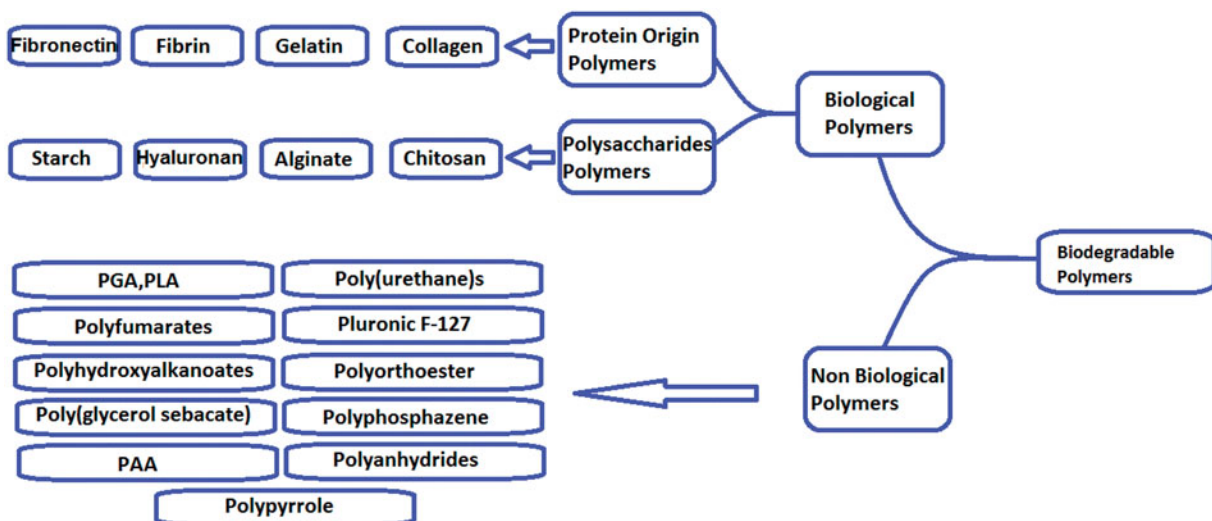 Fibronectin
Fibrin
Gelatin
Collagen
Protein Origin
Polymers
Biological
Polymers
Starch
Hyaluronan
Alginate
Chitosan
Polysaccharides
Polymers
Biodegradable
Polymers
PGA,PLA
Poly(urethane)s
Polyfumarates
Pluronic F-127
Polyhydroxyalkanoates
Polyorthoester
Non Biological
Polymers
Poly(glycerol sebacate)
Polyphosphazene
PAA
Polyanhydrides
Polypyrrole